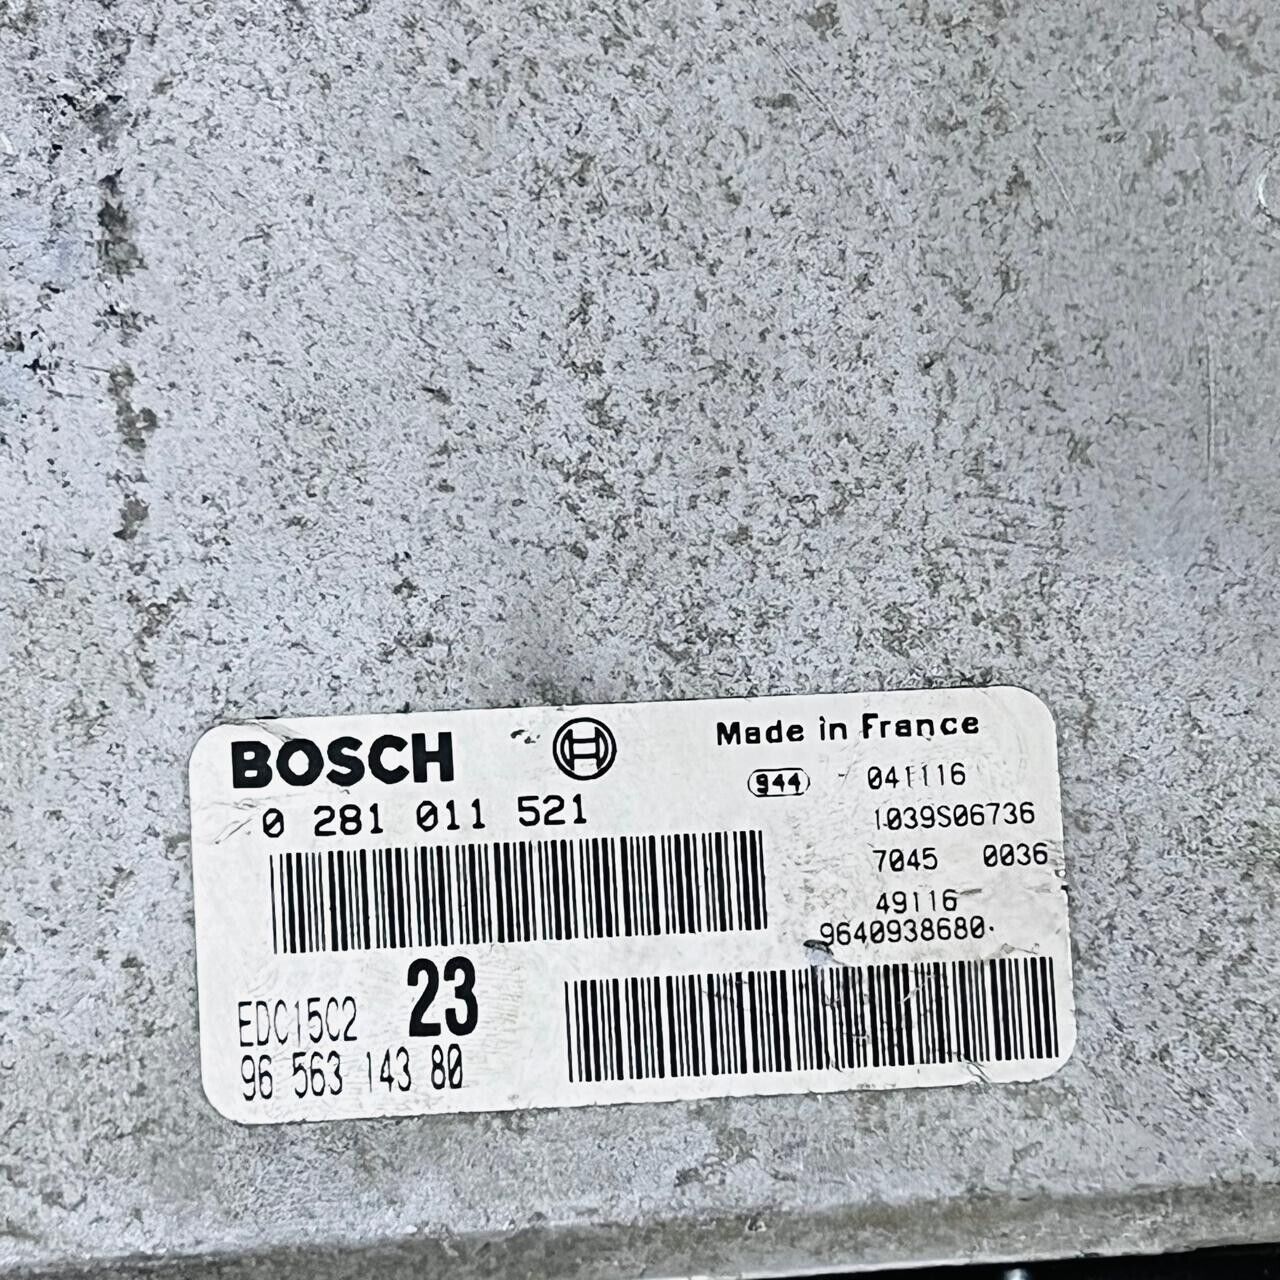 BOSCH
0 281 011 521
Made in France
944 041116
1039S06736
7045 0036
49116
9640938680
EDC15C2 23
96 563 143 80